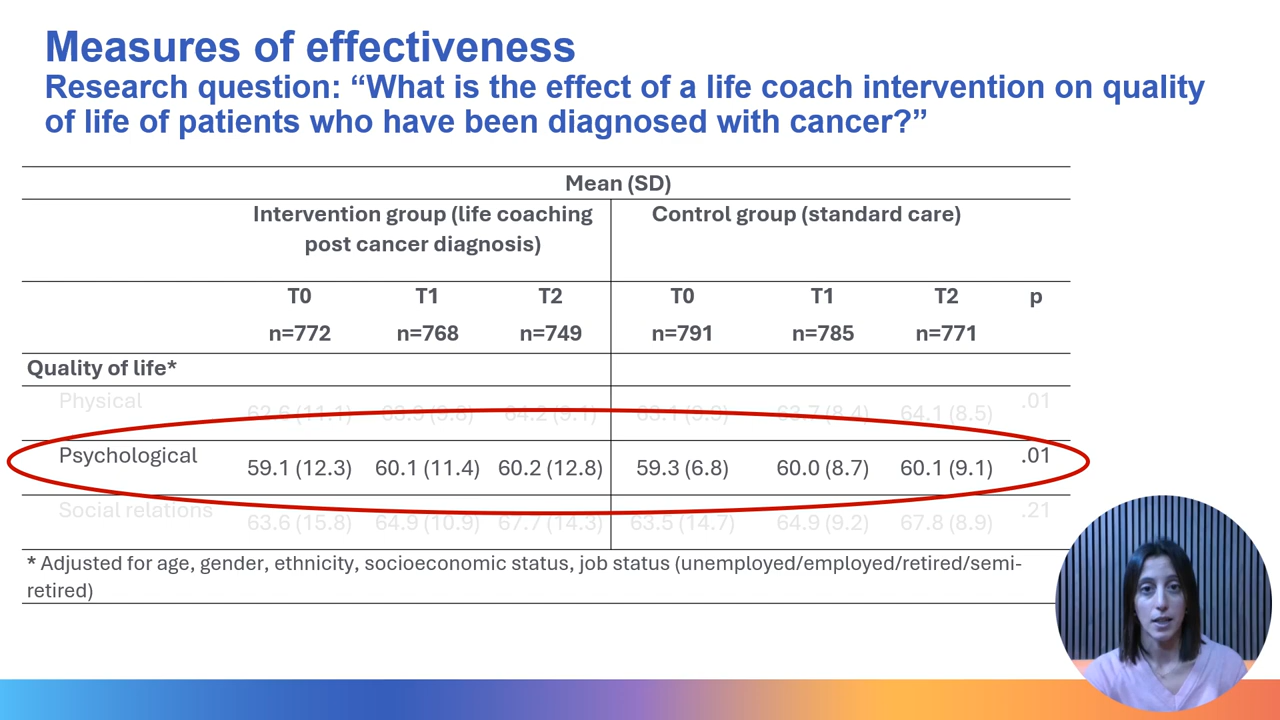 Measures of effectiveness
Research question: “What is the effect of a life coach intervention on quality
of life of patients who have been diagnosed with cancer?”
Mean (SD)
Intervention group (life coaching
post cancer diagnosis)
Control group (standard care)
T0 T1 T2 T0 T1 T2 p
n=772 n=768 n=749 n=791 n=785 n=771
Quality of life*
Physical .01
64.1 (8.5)
Psychological .01
59.1 (12.3) 60.1 (11.4) 60.2 (12.8) 59.3 (6.8) 60.0 (8.7) 60.1 (9.1)
Social relations .21
63.6 (15.8) 64.9 (10.9) 67.7 (14.3) 63.5 (14.7) 64.9 (9.2) 67.8 (8.9)
* Adjusted for age, gender, ethnicity, socioeconomic status, job status (unemployed/employed/retired/semi-
retired)